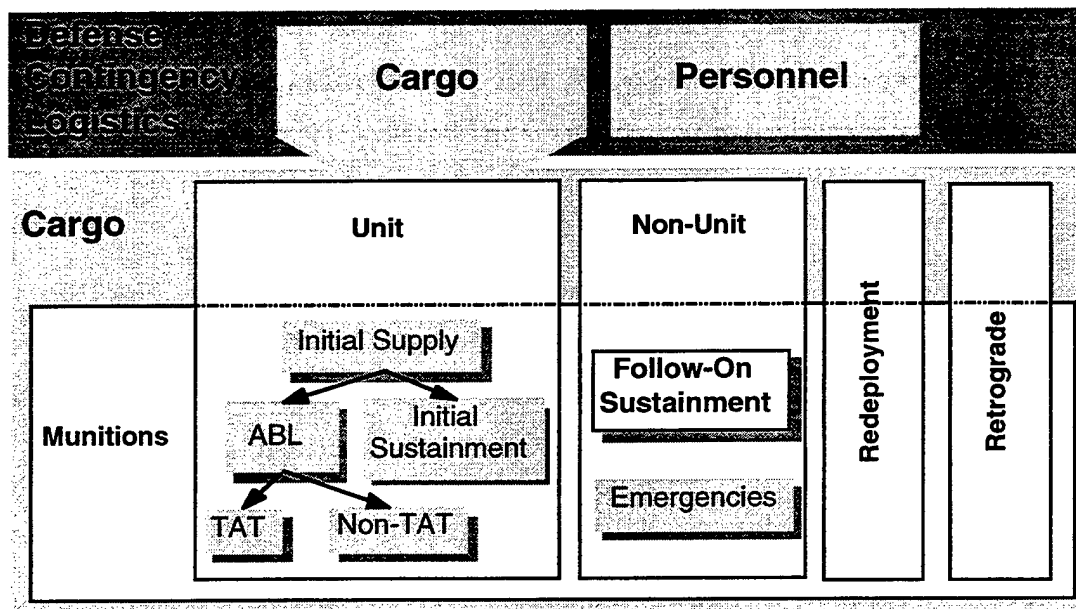 Defense
Contingency
Logistics
Cargo
Personnel
Cargo
Unit
Non-Unit
Redeployment
Retrograde
Munitions
Initial Supply
ABL
Initial
Sustainment
TAT
Non-TAT
Follow-On
Sustainment
Emergencies